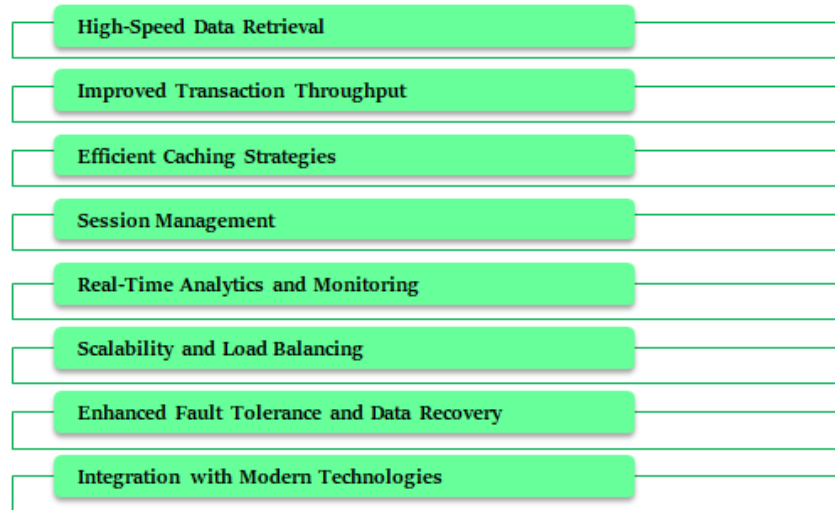 High-Speed Data Retrieval
Improved Transaction Throughput
Efficient Caching Strategies
Session Management
Real-Time Analytics and Monitoring
Scalability and Load Balancing
Enhanced Fault Tolerance and Data Recovery
Integration with Modern Technologies